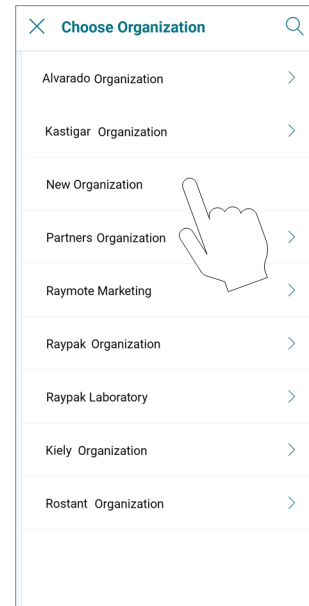 Choose Organization
Alvarado Organization
Kastigar Organization
New Organization
Partners Organization
Raymote Marketing
Raypak Organization
Raypak Laboratory
Kiely Organization
Rostant Organization